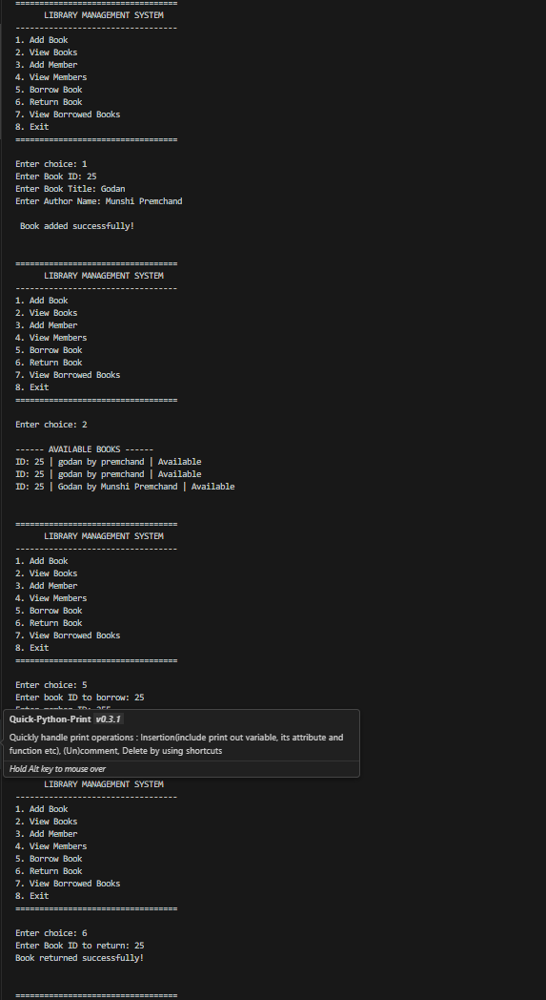 ==================================
LIBRARY MANAGEMENT SYSTEM
----------------------------------
1. Add Book
2. View Books
3. Add Member
4. View Members
5. Borrow Book
6. Return Book
7. View Borrowed Books
8. Exit
==================================
Enter choice: 1
Enter Book ID: 25
Enter Book Title: Godan
Enter Author Name: Munshi Premchand
Book added successfully!
==================================
LIBRARY MANAGEMENT SYSTEM
----------------------------------
1. Add Book
2. View Books
3. Add Member
4. View Members
5. Borrow Book
6. Return Book
7. View Borrowed Books
8. Exit
==================================
Enter choice: 2
------ AVAILABLE BOOKS ------
ID: 25 | godan by premchand | Available
ID: 25 | godan by premchand | Available
ID: 25 | Godan by Munshi Premchand | Available
==================================
LIBRARY MANAGEMENT SYSTEM
----------------------------------
1. Add Book
2. View Books
3. Add Member
4. View Members
5. Borrow Book
6. Return Book
7. View Borrowed Books
8. Exit
==================================
Enter choice: 5
Enter book ID to borrow: 25
Quick-Python-Print v0.3.1
Quickly handle print operations : Insertion(include print out variable, its attribute and
function etc), (Un)comment, Delete by using shortcuts
Hold Alt key to mouse over
LIBRARY MANAGEMENT SYSTEM
----------------------------------
1. Add Book
2. View Books
3. Add Member
4. View Members
5. Borrow Book
6. Return Book
7. View Borrowed Books
8. Exit
==================================
Enter choice: 6
Enter Book ID to return: 25
Book returned successfully!
==================================